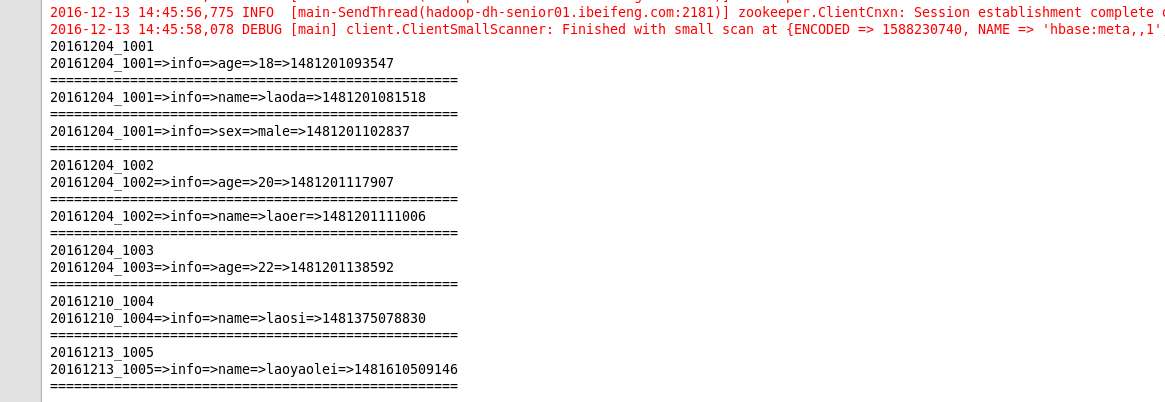 2016-12-13 14:45:56,775 INFO  [main-SendThread(hadoop-dh-senior01.ibeifeng.com:2181)] zookeeper.ClientCnxn: Session establishment complete
2016-12-13 14:45:58,078 DEBUG [main] client.ClientSmallScanner: Finished with small scan at {ENCODED => 1588230740, NAME => 'hbase:meta,,1'
20161204_1001
20161204_1001=>info=>age=>18=>1481201093547
===================================================
20161204_1001=>info=>name=>laoda=>1481201081518
===================================================
20161204_1001=>info=>sex=>male=>1481201102837
===================================================
20161204_1002
20161204_1002=>info=>age=>20=>1481201117907
===================================================
20161204_1002=>info=>name=>laoer=>1481201111006
===================================================
20161204_1003
20161204_1003=>info=>age=>22=>1481201138592
===================================================
20161210_1004
20161210_1004=>info=>name=>laosi=>1481375078830
===================================================
20161213_1005
20161213_1005=>info=>name=>laoyaolei=>1481610509146
===================================================